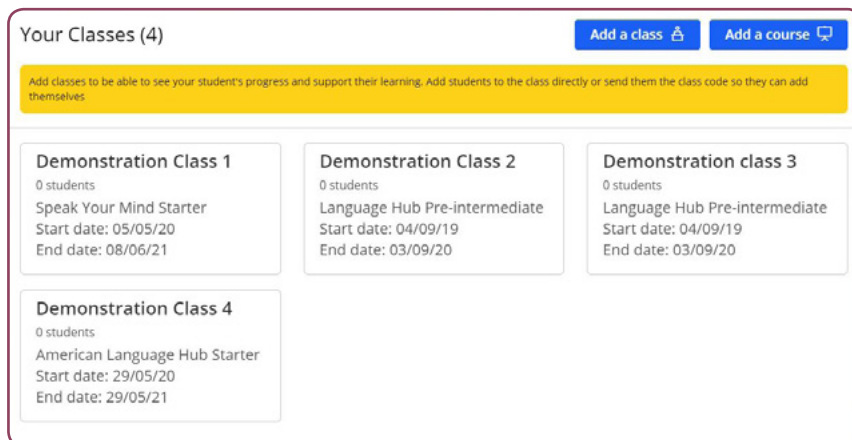 Your Classes (4)
Add a class
Add a course
Add classes to be able to see your student's progress and support their learning. Add students to the class directly or send them the class code so they can add
themselves
Demonstration Class 1
0 students
Speak Your Mind Starter
Start date: 05/05/20
End date: 08/06/21
Demonstration Class 2
0 students
Language Hub Pre-intermediate
Start date: 04/09/19
End date: 03/09/20
Demonstration class 3
0 students
Language Hub Pre-intermediate
Start date: 04/09/19
End date: 03/09/20
Demonstration Class 4
0 students
American Language Hub Starter
Start date: 29/05/20
End date: 29/05/21